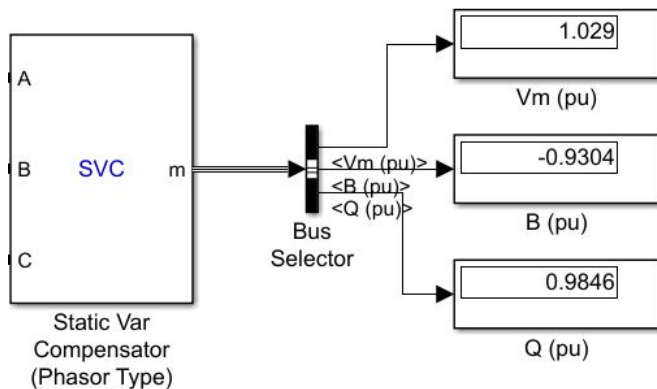 A
B
C
SVC
m
Static Var
Compensator
(Phasor Type)
<Vm (pu)>
<B (pu)>
<Q (pu)>
Bus
Selector
1.029
Vm (pu)
-0.9304
B (pu)
0.9846
Q (pu)